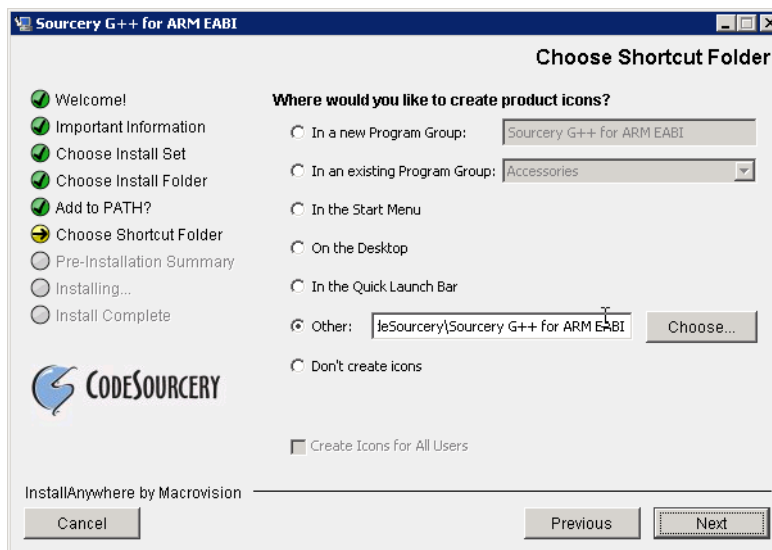 Sourcery G++ for ARM EABI
Choose Shortcut Folder
Welcome!
Important Information
Choose Install Set
Choose Install Folder
Add to PATH?
Choose Shortcut Folder
Pre-Installation Summary
Installing...
Install Complete
CODESOURCERY
Where would you like to create product icons?
In a new Program Group: Sourcery G++ for ARM EABI
In an existing Program Group: Accessories
In the Start Menu
On the Desktop
In the Quick Launch Bar
Other: deSourcery\Sourcery G++ for ARM EABI Choose...
Don't create icons
Create Icons for All Users
InstallAnywhere by Macrovision
Cancel Previous Next